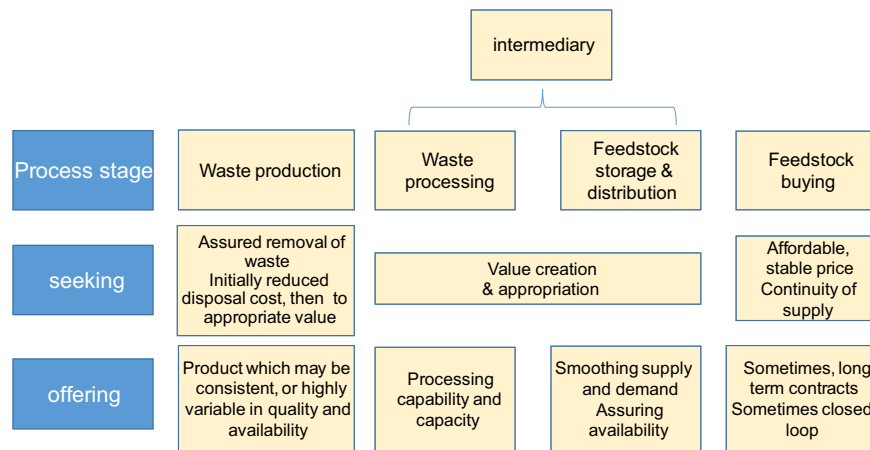 intermediary
Process stage
Waste production
Waste
processing
Feedstock
storage &
distribution
Feedstock
buying
seeking
Assured removal of
waste
Initially reduced
disposal cost, then to
appropriate value
Value creation
& appropriation
Affordable,
stable price
Continuity of
supply
offering
Product which may be
consistent, or highly
variable in quality and
availability
Processing
capability and
capacity
Smoothing supply
and demand
Assuring
availability
Sometimes, long
term contracts
Sometimes closed
loop